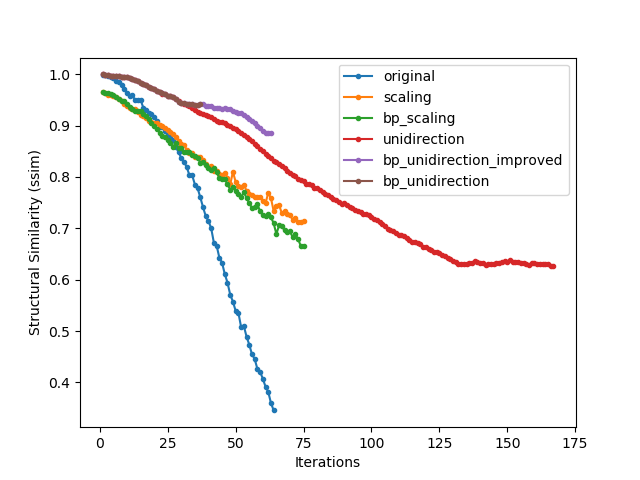 1.0
0.9
0.8
0.7
0.6
0.5
0.4
Structural Similarity (ssim)
original
scaling
bp_scaling
unidirection
bp_unidirection_improved
bp_unidirection
0 25 50 75 100 125 150 175
Iterations